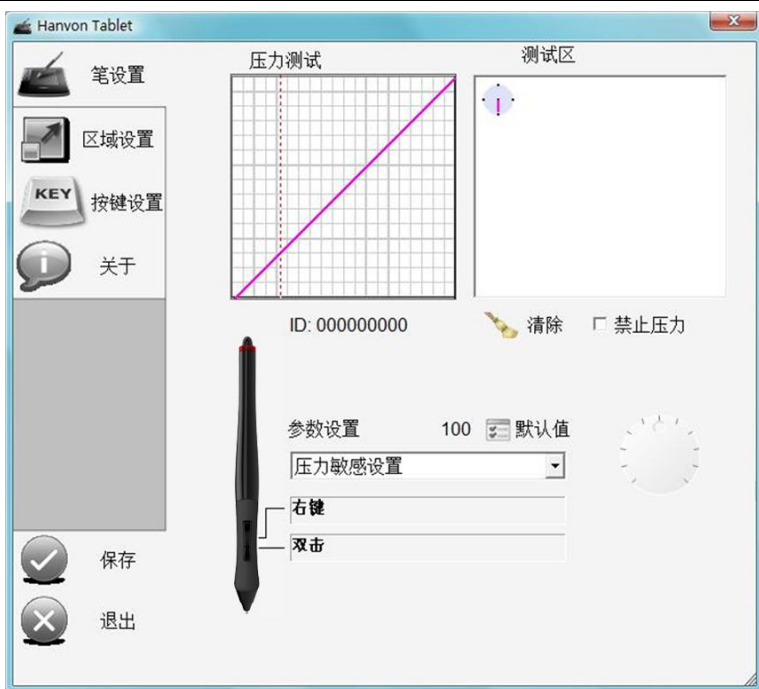 Hanvon Tablet
笔设置
区域设置
KEY
按键设置
关于
保存
退出
压力测试
测试区
ID: 000000000
清除
禁止压力
参数设置
100
默认值
压力敏感设置
右键
双击